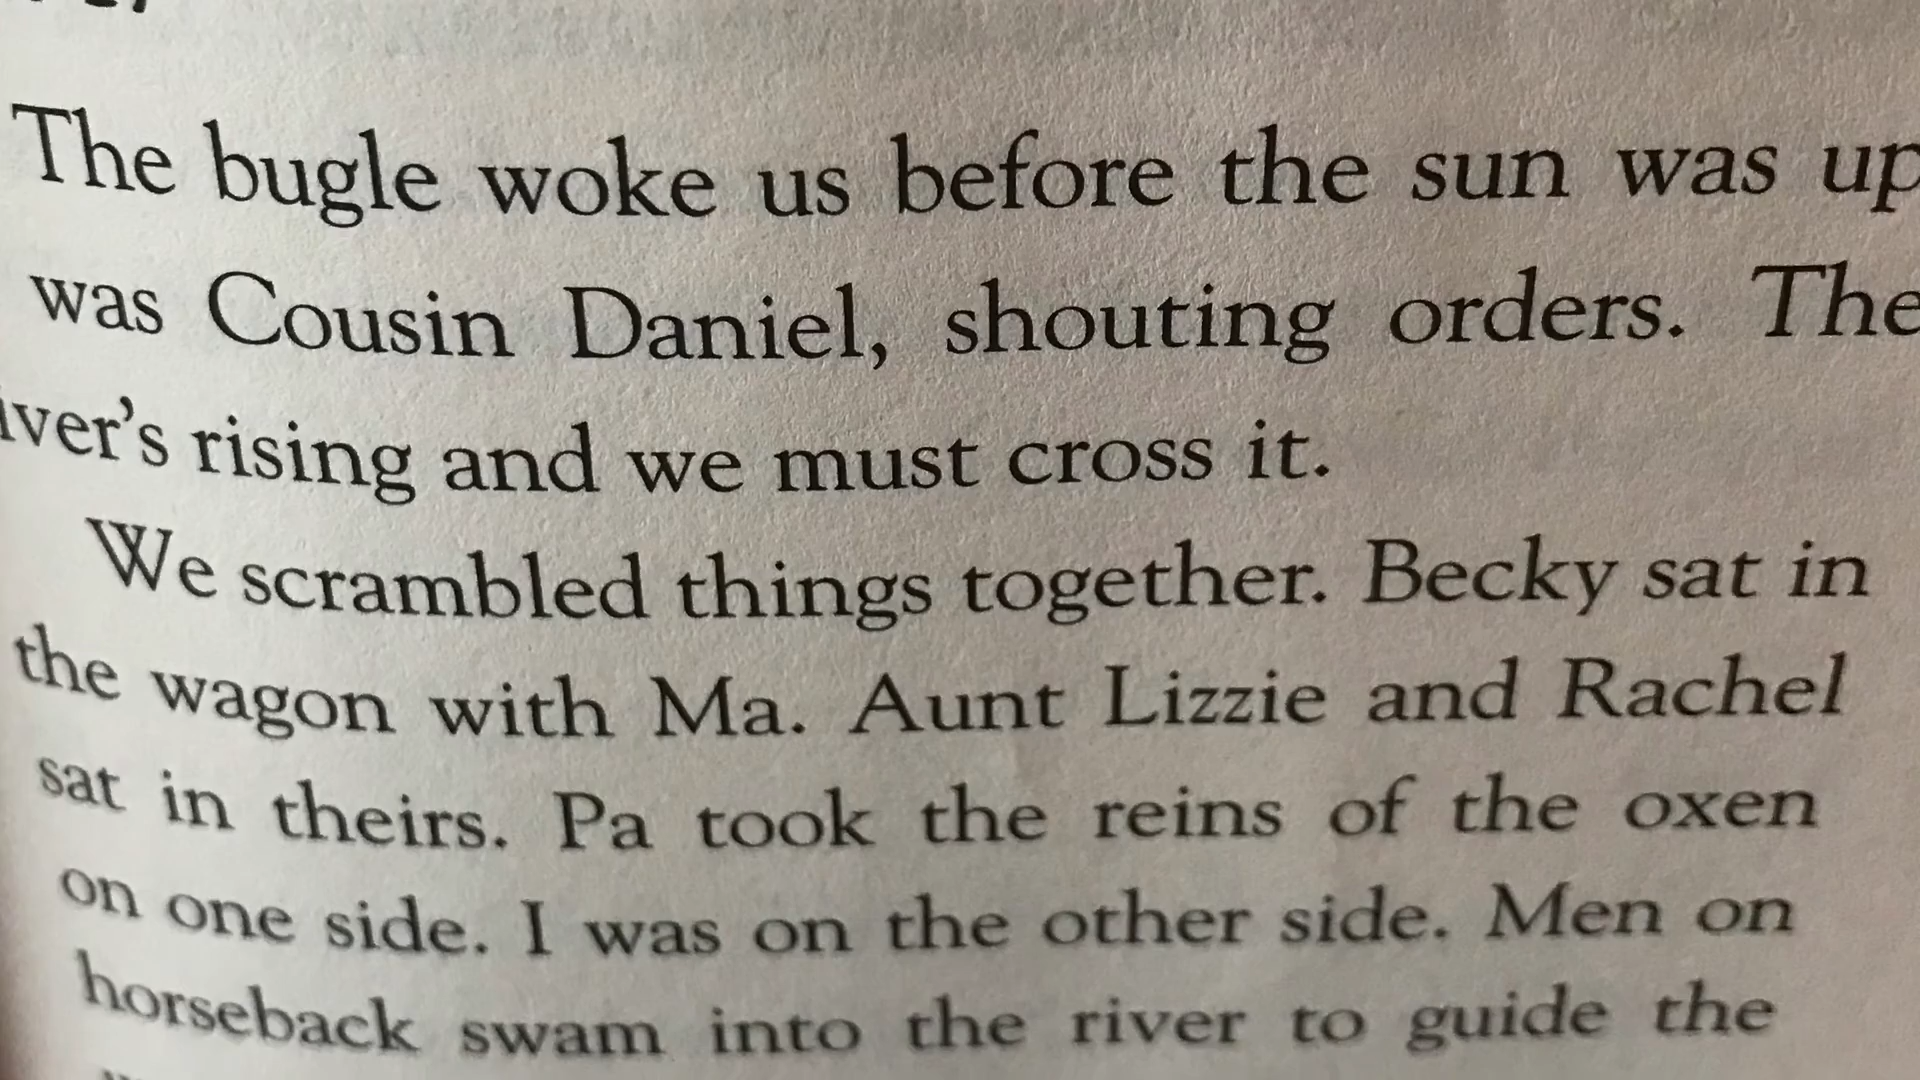 The bugle woke us before the sun was up
was Cousin Daniel, shouting orders. The
iver's rising and we must cross it.
We scrambled things together. Becky sat in
the wagon with Ma. Aunt Lizzie and Rachel
sat in theirs. Pa took the reins of the oxen
on one side. I was on the other side. Men on
horseback swam into the river to guide the